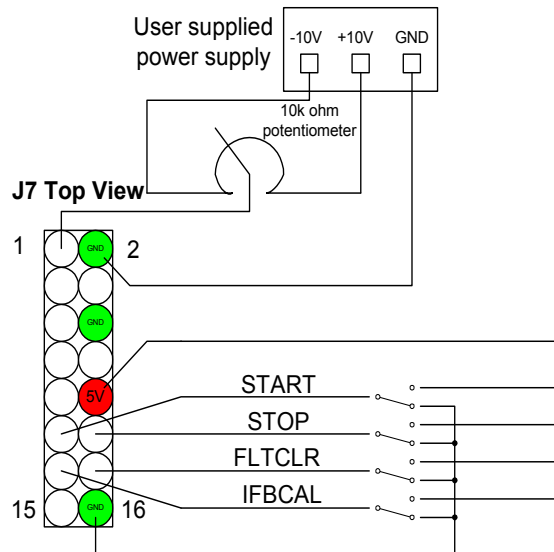 User supplied
power supply
-10V +10V GND
10k ohm
potentiometer
J7 Top View
1 GND 2
GND
5V
START
STOP
FLTCLR
IFBCAL
15 GND 16